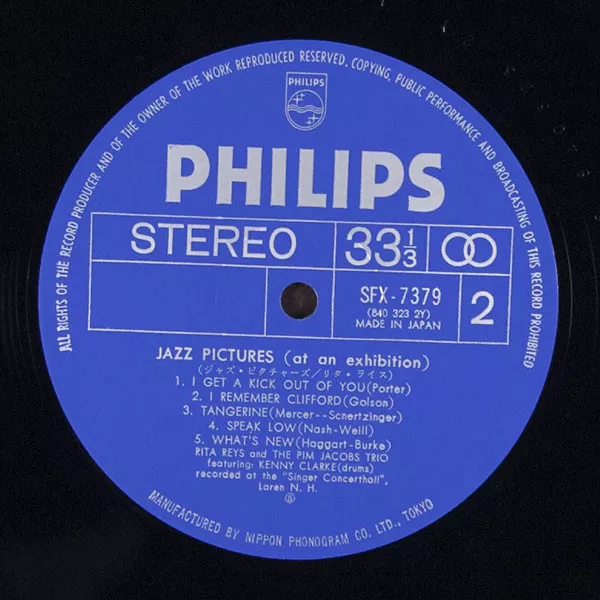 ALL RIGHTS OF THE RECORD PRODUCER AND OF THE OWNER OF THE WORK REPRODUCED RESERVED. COPYING, PUBLIC PERFORMANCE AND BROADCASTING OF THIS RECORD PROHIBITED
PHILIPS
PHILIPS
STEREO 33 1/3
SFX-7379
(840 323 2Y)
MADE IN JAPAN
2
JAZZ PICTURES (at an exhibition)
(ジャズ・ピクチャーズ/リタ・ライス)
1. I GET A KICK OUT OF YOU(Porter)
2. I REMEMBER CLIFFORD(Golson)
3. TANGERINE(Mercer--Schertzinger)
4. SPEAK LOW(Nash-Weill)
5. WHAT'S NEW(Haggart-Burke)
RITA REYS and THE PIM JACOBS TRIO
featuring: KENNY CLARKE(drums)
recorded at the "Singer Concerthall",
Laren N. H.
MANUFACTURED BY NIPPON PHONOGRAM CO. LTD., TOKYO